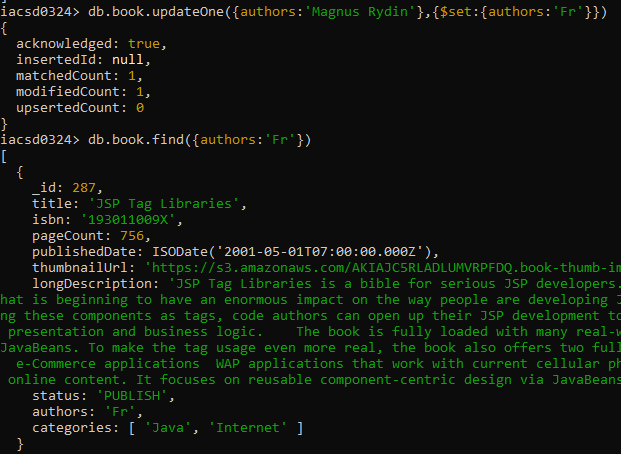 iacsd0324> db.book.updateOne({authors:'Magnus Rydin'},{$set:{authors:'Fr'}})
{
  acknowledged: true,
  insertedId: null,
  matchedCount: 1,
  modifiedCount: 1,
  upsertedCount: 0
}
iacsd0324> db.book.find({authors:'Fr'})
[
  {
    _id: 287,
    title: 'JSP Tag Libraries',
    isbn: '193011009X',
    pageCount: 756,
    publishedDate: ISODate('2001-05-01T07:00:00.000Z'),
    thumbnailUrl: 'https://s3.amazonaws.com/AKIAJC5RLADLUMVRPFDQ.book-thumb-im
    longDescription: 'JSP Tag Libraries is a bible for serious JSP developers.
hat is beginning to have an enormous impact on the way people are developing J
ng these components as tags, code authors can open up their JSP development to
 presentation and business logic.    The book is fully loaded with many real-w
JavaBeans. To make the tag usage even more real, the book also offers two full
  e-Commerce applications  WAP applications that work with current cellular ph
 online content. It focuses on reusable component-centric design via JavaBeans
    status: 'PUBLISH',
    authors: 'Fr',
    categories: [ 'Java', 'Internet' ]
  }